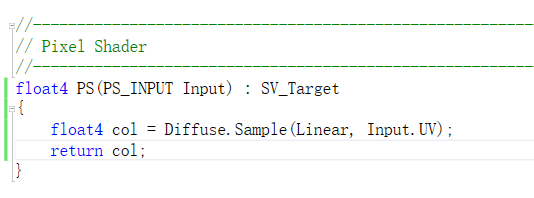 //---------------------------------------------------------
// Pixel Shader
//---------------------------------------------------------
float4 PS(PS_INPUT Input) : SV_Target
{
    float4 col = Diffuse.Sample(Linear, Input.UV);
    return col;
}